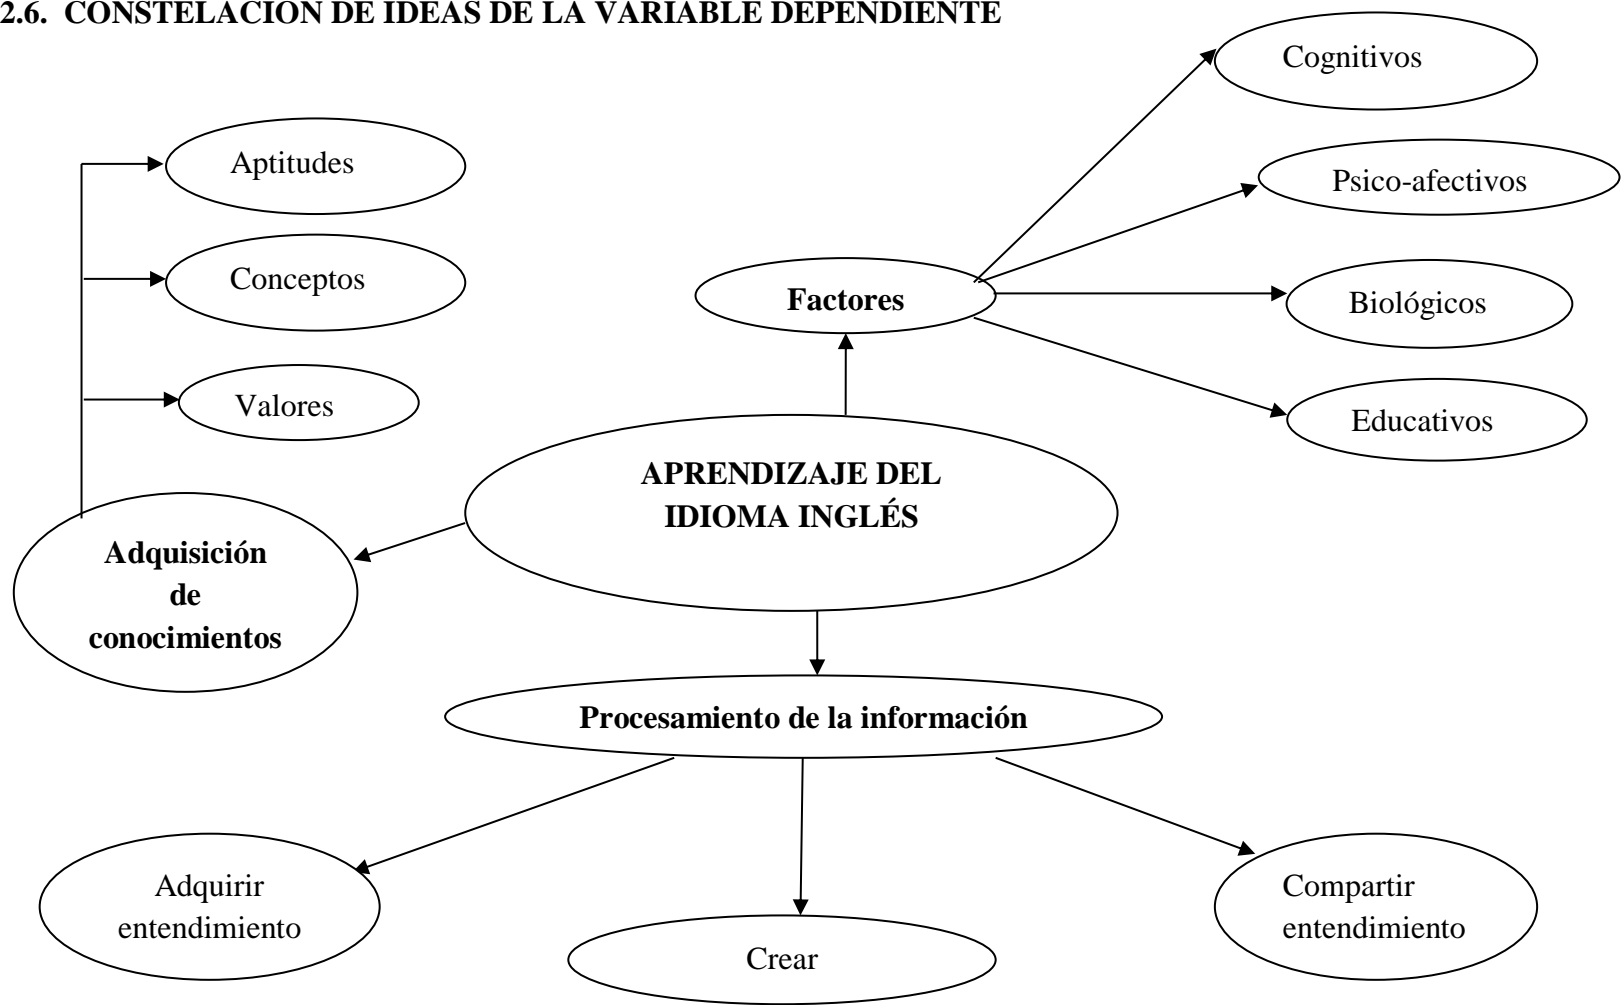 2.6. CONSTELACIÓN DE IDEAS DE LA VARIABLE DEPENDIENTE
Cognitivos
Aptitudes
Psico-afectivos
Conceptos
Factores
Biológicos
Valores
Educativos
APRENDIZAJE DEL
IDIOMA INGLÉS
Adquisición
de
conocimientos
Procesamiento de la información
Adquirir
entendimiento
Crear
Compartir
entendimiento